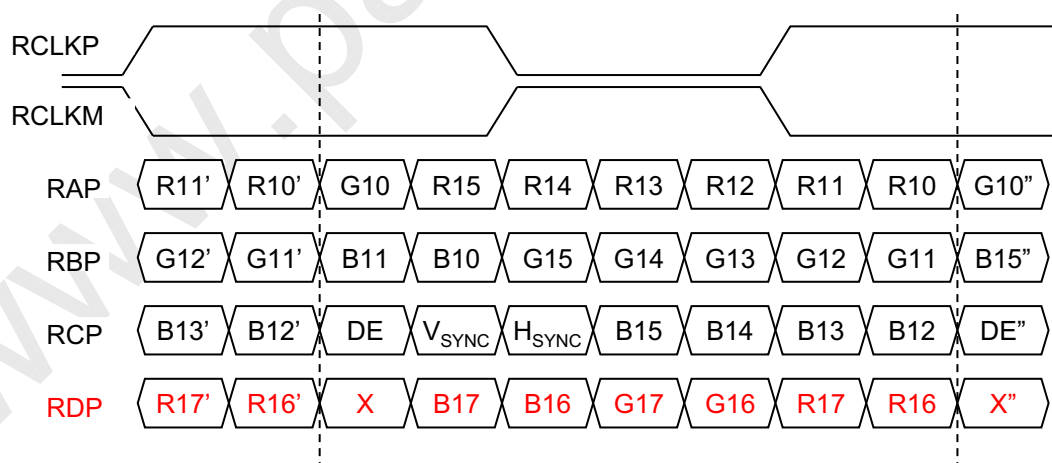 www.pa
RCLKP
RCLKM
RAP R11’ R10’ G10 R15 R14 R13 R12 R11 R10 G10”
RBP G12’ G11’ B11 B10 G15 G14 G13 G12 G11 B15”
RCP B13’ B12’ DE VSYNC HSYNC B15 B14 B13 B12 DE”
RDP R17’ R16’ X B17 B16 G17 G16 R17 R16 X”